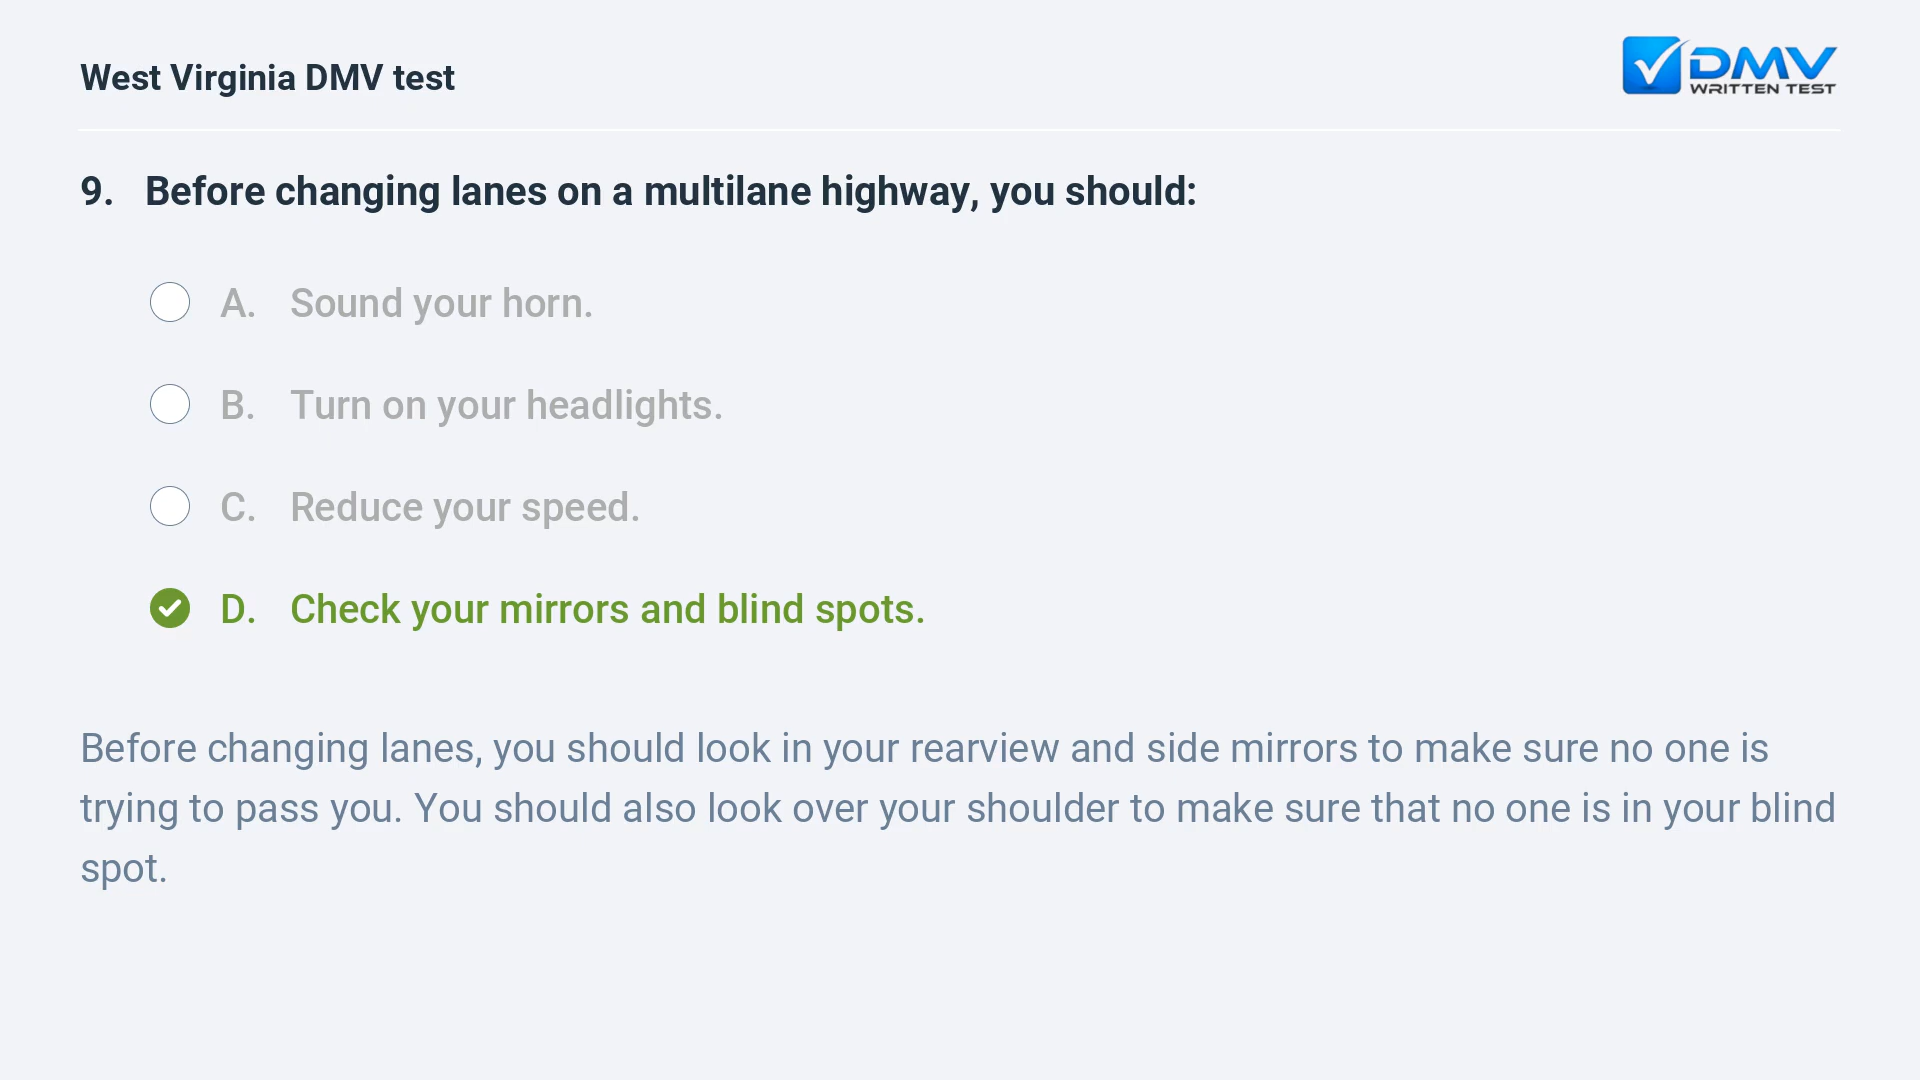 West Virginia DMV test
DMV
WRITTEN TEST
9. Before changing lanes on a multilane highway, you should:
A. Sound your horn.
B. Turn on your headlights.
C. Reduce your speed.
D. Check your mirrors and blind spots.
Before changing lanes, you should look in your rearview and side mirrors to make sure no one is
trying to pass you. You should also look over your shoulder to make sure that no one is in your blind
spot.